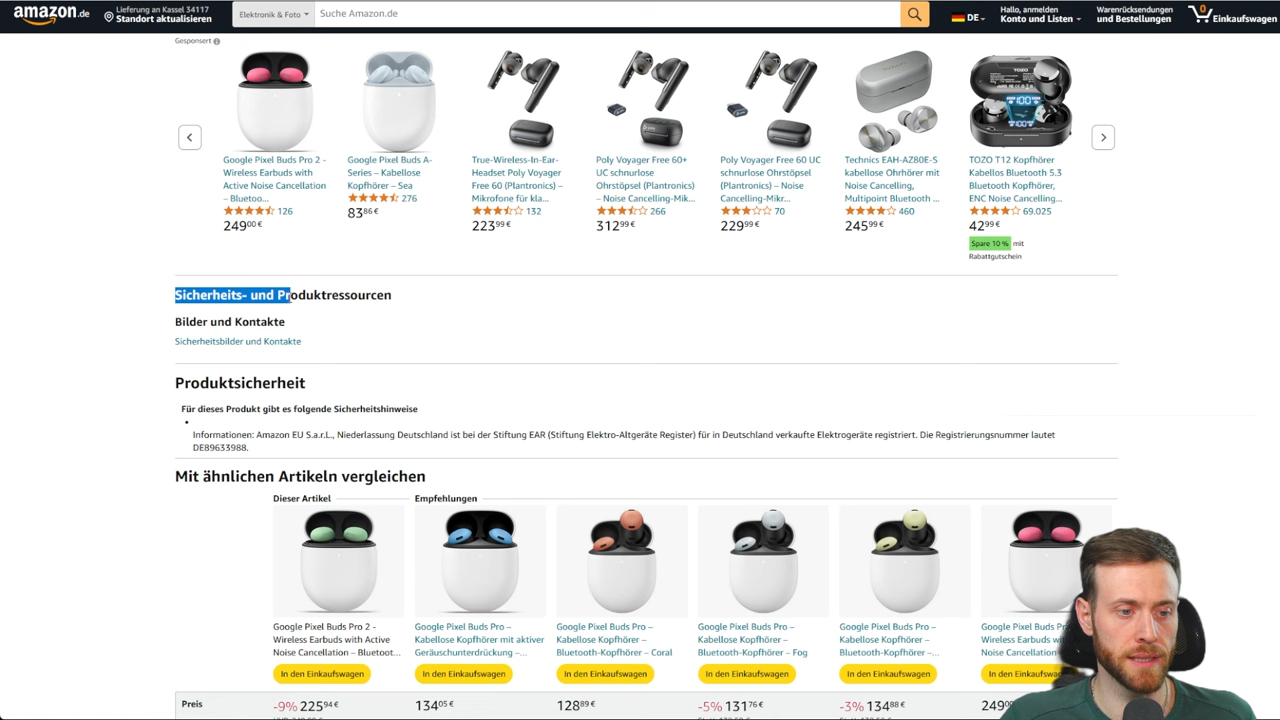 amazon.de
Lieferung an Kassel 34117
Standort aktualisieren
Elektronik & Foto
Suche Amazon.de
DE
Hallo, anmelden
Konto und Listen
Warenrücksendungen
und Bestellungen
0
Einkaufswagen
Gesponsert
Google Pixel Buds Pro 2 -
Wireless Earbuds with
Active Noise Cancellation
– Bluetoo...
126
249,00 €
Google Pixel Buds A-
Series – Kabellose
Kopfhörer – Sea
276
83,86 €
True-Wireless-In-Ear-
Headset Poly Voyager
Free 60 (Plantronics) –
Mikrofone für kla...
132
223,99 €
Poly Voyager Free 60+
UC schnurlose
Ohrstöpsel (Plantronics)
– Noise Cancelling-Mik...
266
312,99 €
Poly Voyager Free 60 UC
schnurlose Ohrstöpsel
(Plantronics) – Noise
Cancelling-Mikr...
70
229,99 €
Technics EAH-AZ80E-S
kabellose Ohrhörer mit
Noise Cancelling,
Multipoint Bluetooth ...
460
245,99 €
TOZO T12 Kopfhörer
Kabellos Bluetooth 5.3
Bluetooth Kopfhörer,
ENC Noise Cancelling...
69.025
42,99 €
Spare 10 % mit
Rabattgutschein
Sicherheits- und Produktressourcen
Bilder und Kontakte
Sicherheitsbilder und Kontakte
Produktsicherheit
Für dieses Produkt gibt es folgende Sicherheitshinweise
Informationen: Amazon EU S.a.r.L., Niederlassung Deutschland ist bei der Stiftung EAR (Stiftung Elektro-Altgeräte Register) für in Deutschland verkaufte Elektrogeräte registriert. Die Registrierungsnummer lautet
DE89633988.
Mit ähnlichen Artikeln vergleichen
Dieser Artikel
Empfehlungen
Google Pixel Buds Pro 2 -
Wireless Earbuds with Active
Noise Cancellation – Bluetoot...
In den Einkaufswagen
Google Pixel Buds Pro –
Kabellose Kopfhörer mit aktiver
Geräuschunterdrückung –...
In den Einkaufswagen
Google Pixel Buds Pro –
Kabellose Kopfhörer –
Bluetooth-Kopfhörer – Coral
In den Einkaufswagen
Google Pixel Buds Pro –
Kabellose Kopfhörer –
Bluetooth-Kopfhörer – Fog
In den Einkaufswagen
Google Pixel Buds Pro –
Kabellose Kopfhörer –
Bluetooth-Kopfhörer –...
In den Einkaufswagen
Google Pixel Buds Pro
Wireless Earbuds
Noise Cancellation
In den Einkaufswagen
Preis
-9% 225,94 €
134,05 €
128,89 €
-5% 131,76 €
-3% 134,88 €
249